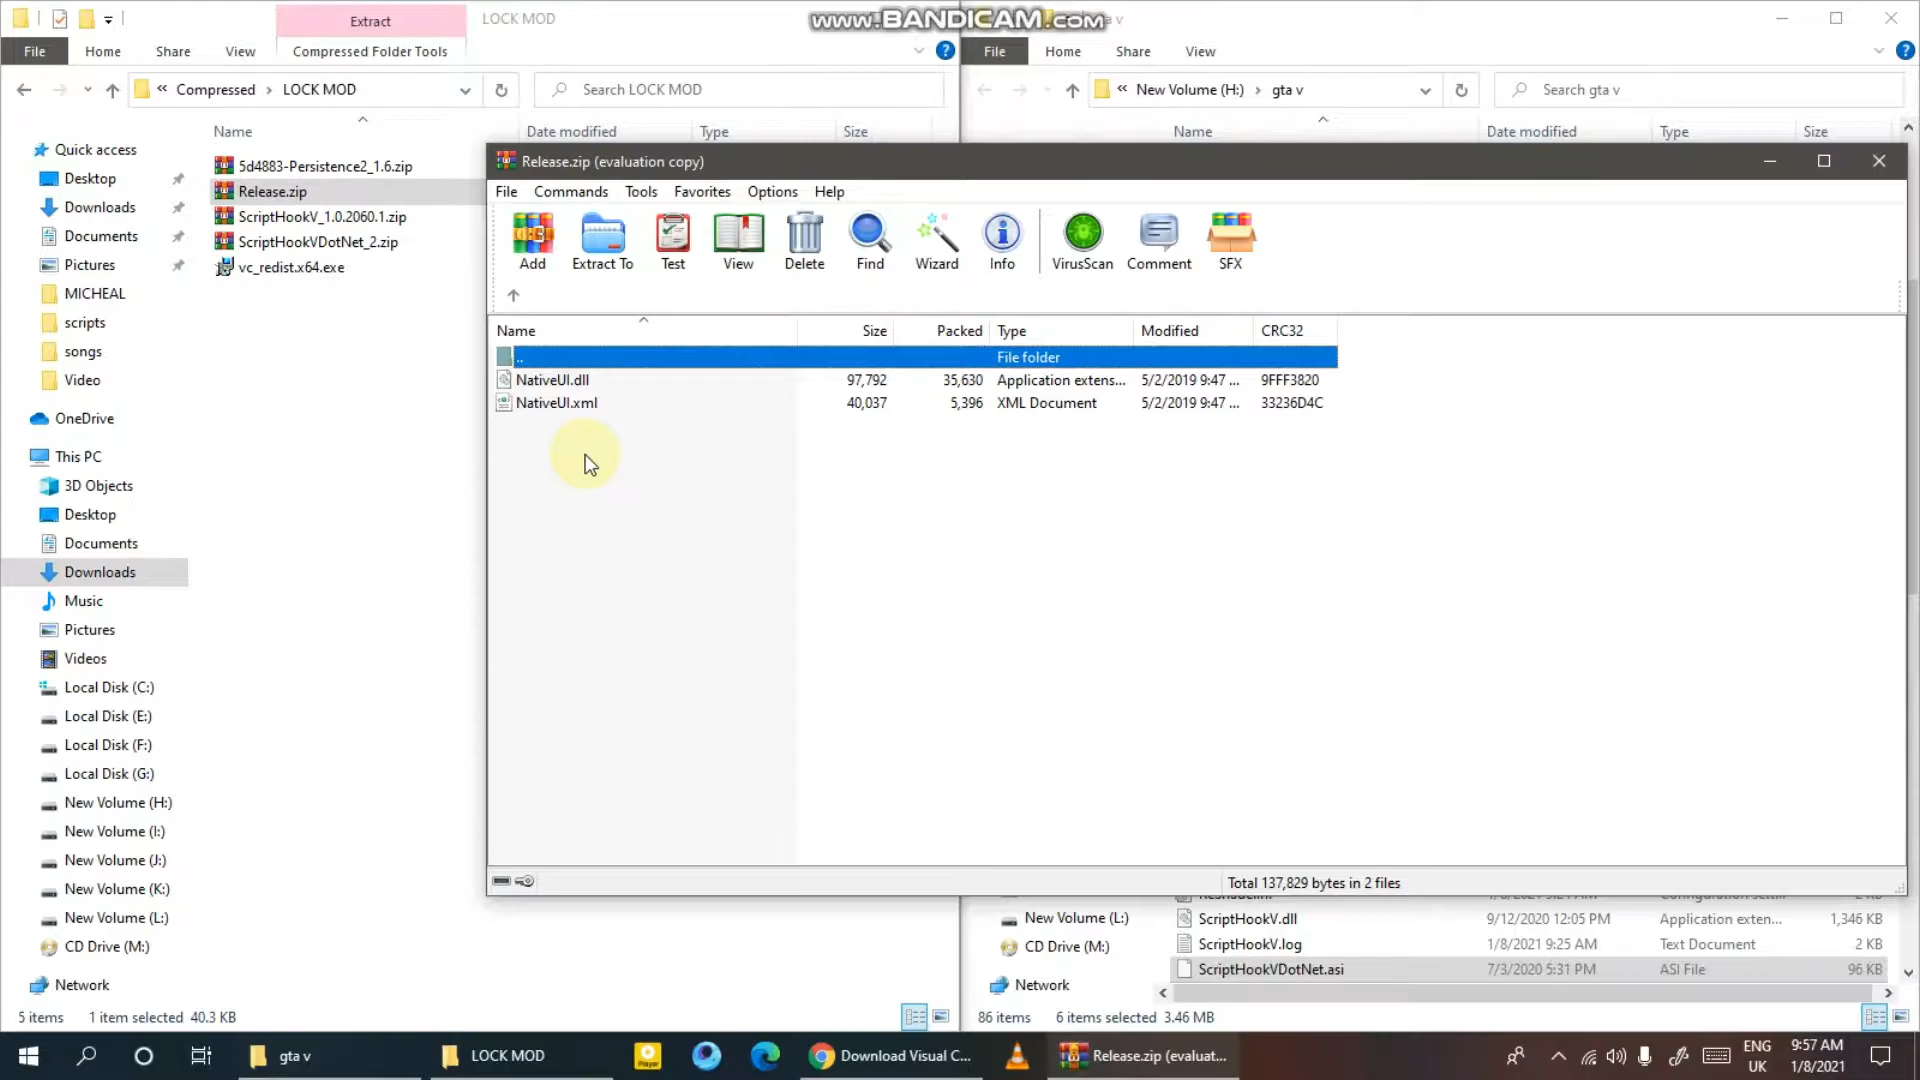 Extract
LOCK MOD
www.BANDICAM.com
v
File
Home
Share
View
Compressed Folder Tools
File
Home
Share
View
« Compressed › LOCK MOD
Search LOCK MOD
« New Volume (H:) › gta v
Search gta v
Name
Date modified
Type
Size
Name
Date modified
Type
Size
Quick access
Desktop
Downloads
Documents
Pictures
MICHEAL
scripts
songs
Video
OneDrive
This PC
3D Objects
Desktop
Documents
Downloads
Music
Pictures
Videos
Local Disk (C:)
Local Disk (E:)
Local Disk (F:)
Local Disk (G:)
New Volume (H:)
New Volume (I:)
New Volume (J:)
New Volume (K:)
New Volume (L:)
CD Drive (M:)
Network
5d4883-Persistence2_1.6.zip
Release.zip
ScriptHookV_1.0.2060.1.zip
ScriptHookVDotNet_2.zip
vc_redist.x64.exe
Release.zip (evaluation copy)
File Commands Tools Favorites Options Help
Add Extract To Test View Delete Find Wizard Info VirusScan Comment SFX
Name Size Packed Type Modified CRC32
.. File folder
NativeUI.dll 97,792 35,630 Application extens... 5/2/2019 9:47 ... 9FFF3820
NativeUI.xml 40,037 5,396 XML Document 5/2/2019 9:47 ... 33236D4C
Total 137,829 bytes in 2 files
New Volume (L:)
CD Drive (M:)
Network
ScriptHookV.dll 9/12/2020 12:05 PM Application exten... 1,346 KB
ScriptHookV.log 1/8/2021 9:25 AM Text Document 2 KB
ScriptHookVDotNet.asi 7/3/2020 5:31 PM ASI File 96 KB
5 items 1 item selected 40.3 KB
86 items 6 items selected 3.46 MB
gta v
LOCK MOD
Player
Download Visual C...
Release.zip (evaluat...
ENG
UK
9:57 AM
1/8/2021